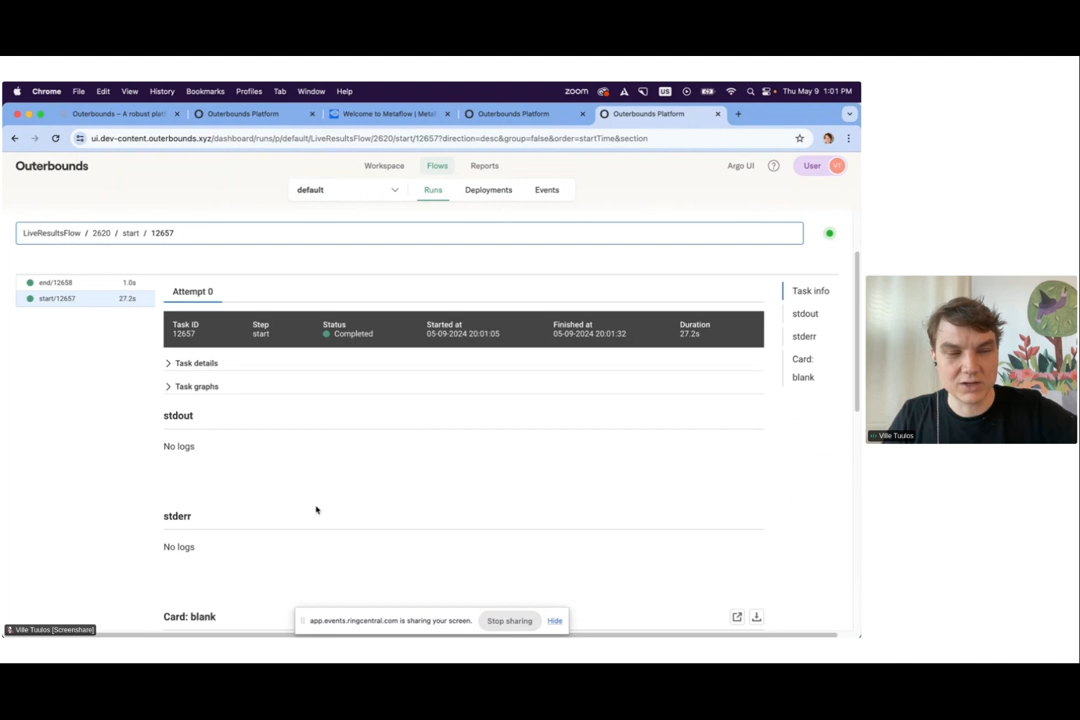 Chrome File Edit View History Bookmarks Profiles Tab Window Help zoom US Thu May 9 1:01 PM
Outerbounds – A robust platf Outerbounds Platform Welcome to Metaflow | Metaf Outerbounds Platform Outerbounds Platform
ui.dev-content.outerbounds.xyz/dashboard/runs/p/default/LiveResultsFlow/2620/start/12657?direction=desc&group=false&order=startTime&section
Outerbounds Workspace Flows Reports Argo UI User VT
default Runs Deployments Events
LiveResultsFlow / 2620 / start / 12657
end/12658 1.0s
start/12657 27.2s
Attempt 0
Task ID Step Status Started at Finished at Duration
12657 start Completed 05-09-2024 20:01:05 05-09-2024 20:01:32 27.2s
Task details
Task graphs
stdout
No logs
stderr
No logs
Card: blank
Task info
stdout
stderr
Card:
blank
app.events.ringcentral.com is sharing your screen. Stop sharing Hide
Ville Tuulos [Screenshare]
Ville Tuulos